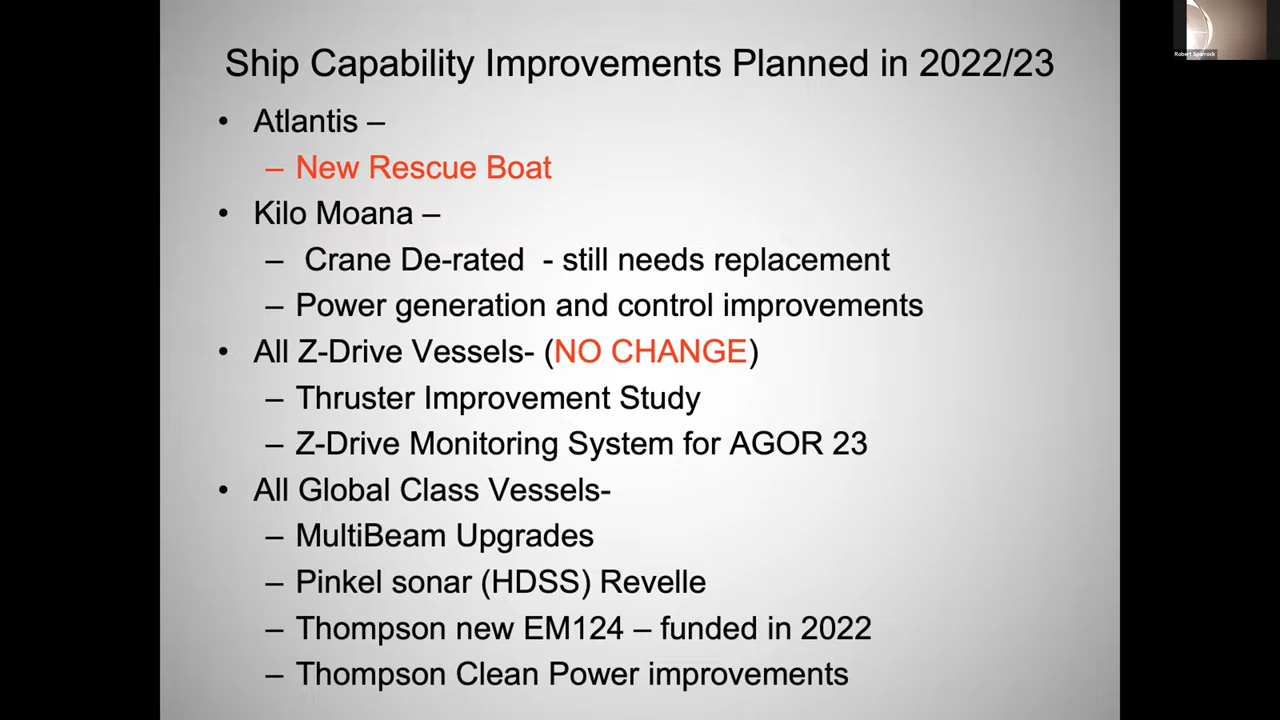 Ship Capability Improvements Planned in 2022/23
• Atlantis –
– New Rescue Boat
• Kilo Moana –
– Crane De-rated - still needs replacement
– Power generation and control improvements
• All Z-Drive Vessels- (NO CHANGE)
– Thruster Improvement Study
– Z-Drive Monitoring System for AGOR 23
• All Global Class Vessels-
– MultiBeam Upgrades
– Pinkel sonar (HDSS) Revelle
– Thompson new EM124 – funded in 2022
– Thompson Clean Power improvements
Robert Sparrock